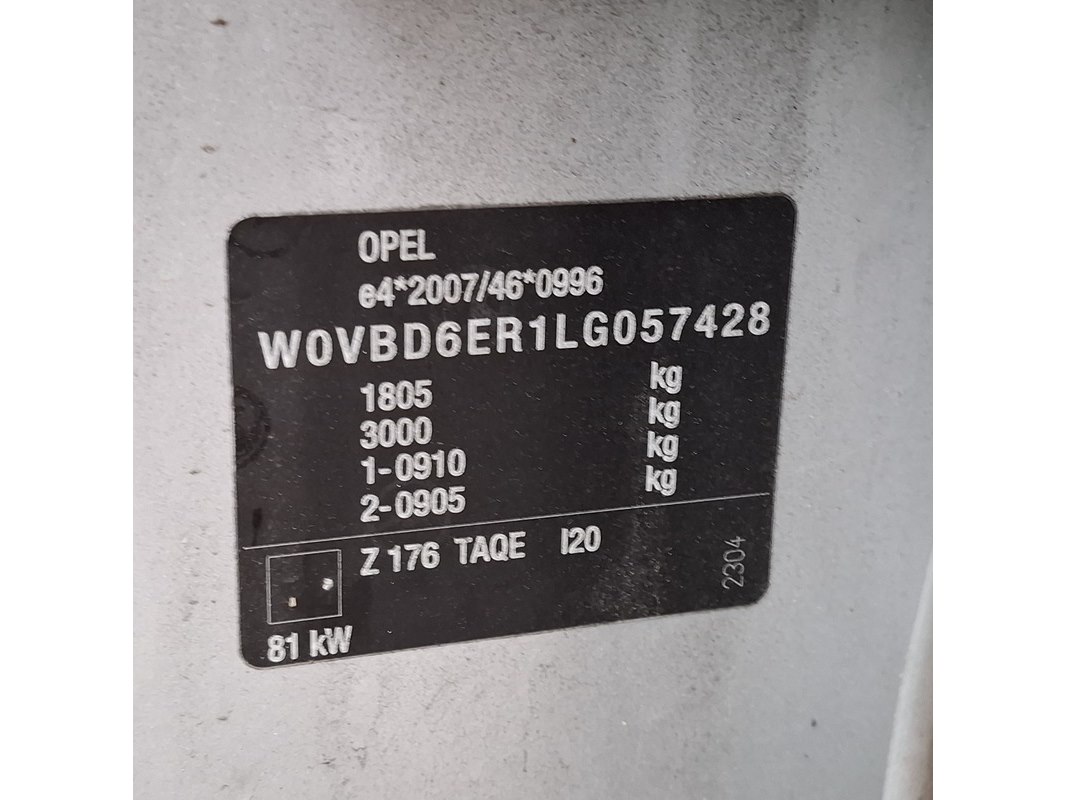 OPEL
e4*2007/46*0996
W0VBD6ER1LG057428
1805 kg
3000 kg
1-0910 kg
2-0905 kg
Z 176 TAQE I20
2304
81 kW